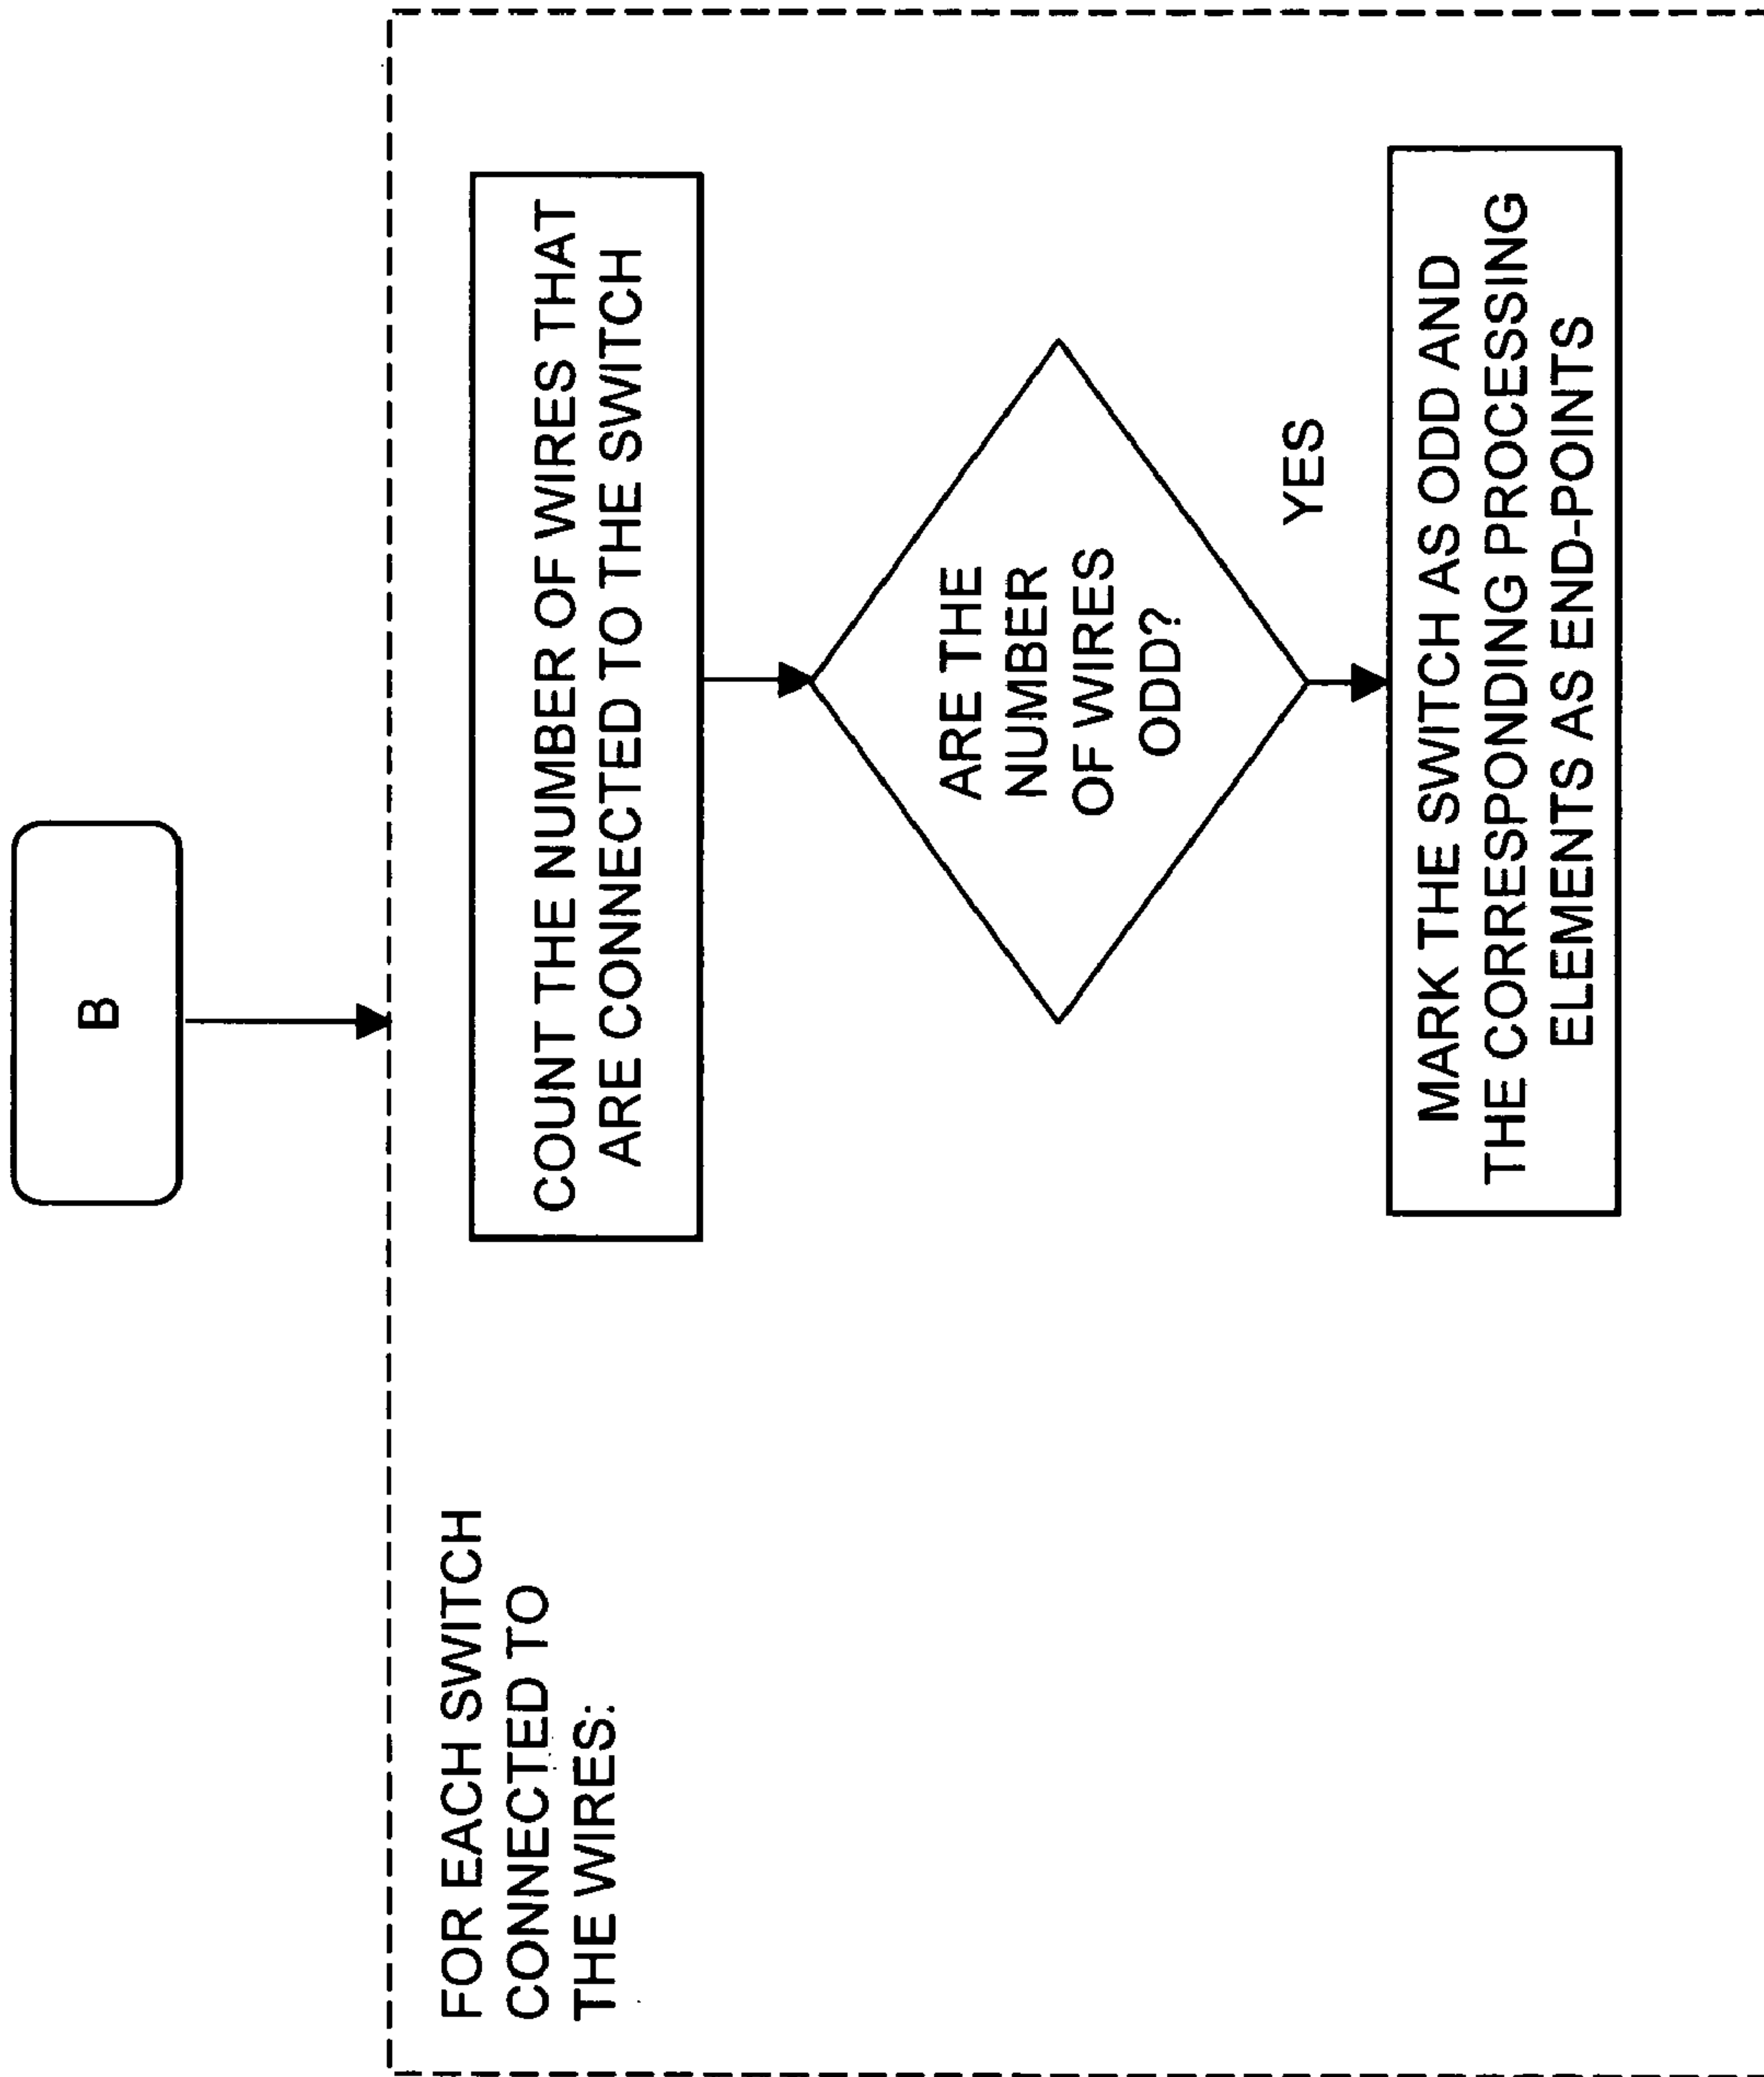 B
FOR EACH SWITCH
CONNECTED TO
THE WIRES:
COUNT THE NUMBER OF WIRES THAT
ARE CONNECTED TO THE SWITCH
ARE THE
NUMBER
OF WIRES
ODD?
YES
MARK THE SWITCH AS ODD AND
THE CORRESPONDING PROCESSING
ELEMENTS AS END-POINTS